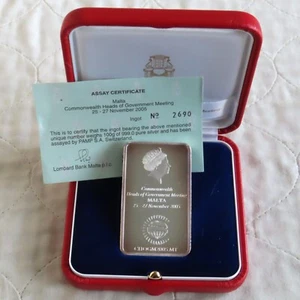 ASSAY CERTIFICATE
Malta
Commonwealth Heads of Government Meeting
25 - 27 November 2005
Ingot No 2690
This is to certify that the ingot bearing the above mentioned
unique number weighs 100g of 999.0 pure silver and has been
assayed by PAMP S.A. Switzerland.
Lombard Bank Malta p.l.c.
Commonwealth
Heads of Government Meeting
MALTA
25 - 27 November 2005